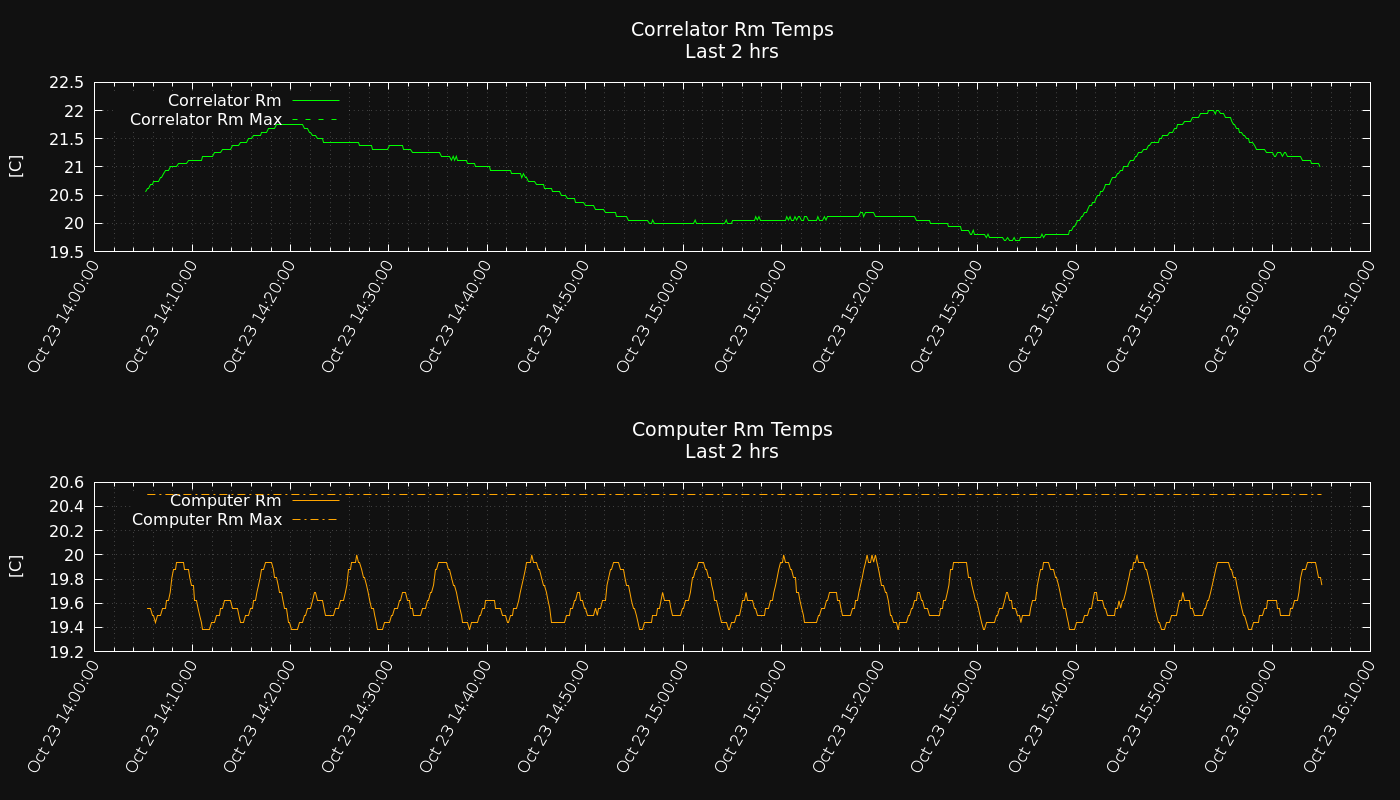 Correlator Rm Temps
Last 2 hrs
22.5
22
21.5
21
20.5
20
19.5
[C]
Correlator Rm
Correlator Rm Max
Oct 23 14:00:00
Oct 23 14:10:00
Oct 23 14:20:00
Oct 23 14:30:00
Oct 23 14:40:00
Oct 23 14:50:00
Oct 23 15:00:00
Oct 23 15:10:00
Oct 23 15:20:00
Oct 23 15:30:00
Oct 23 15:40:00
Oct 23 15:50:00
Oct 23 16:00:00
Oct 23 16:10:00
Computer Rm Temps
Last 2 hrs
20.6
20.4
20.2
20
19.8
19.6
19.4
19.2
[C]
Computer Rm
Computer Rm Max
Oct 23 14:00:00
Oct 23 14:10:00
Oct 23 14:20:00
Oct 23 14:30:00
Oct 23 14:40:00
Oct 23 14:50:00
Oct 23 15:00:00
Oct 23 15:10:00
Oct 23 15:20:00
Oct 23 15:30:00
Oct 23 15:40:00
Oct 23 15:50:00
Oct 23 16:00:00
Oct 23 16:10:00